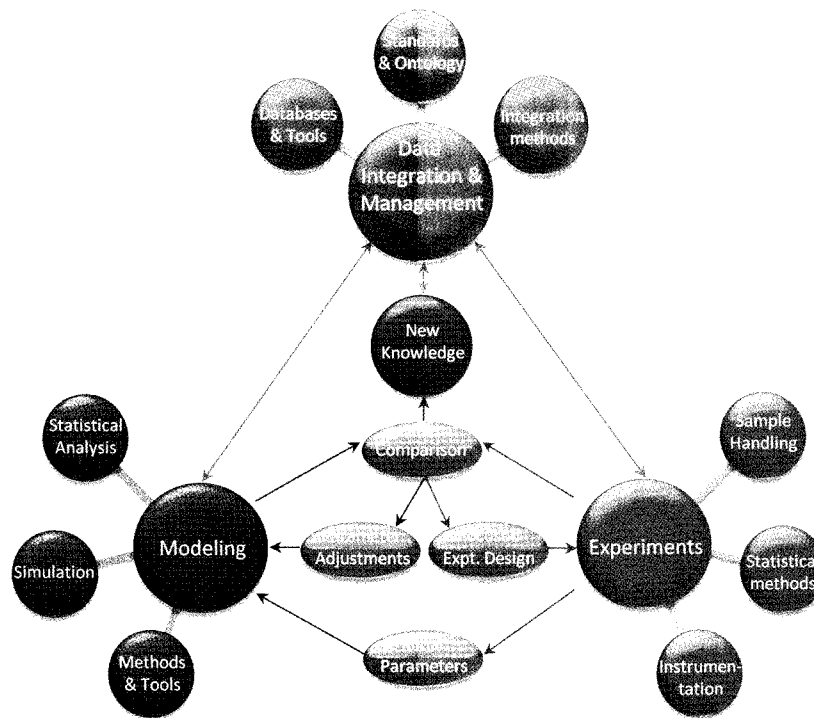 Standards
& Ontology
Databases
& Tools
Integration
methods
Data
Integration &
Management
New
Knowledge
Statistical
Analysis
Comparison
Sample
Handling
Modeling
Adjustments
Expt. Design
Experiments
Simulation
Statistical
methods
Methods
& Tools
Parameters
Instrumen-
tation